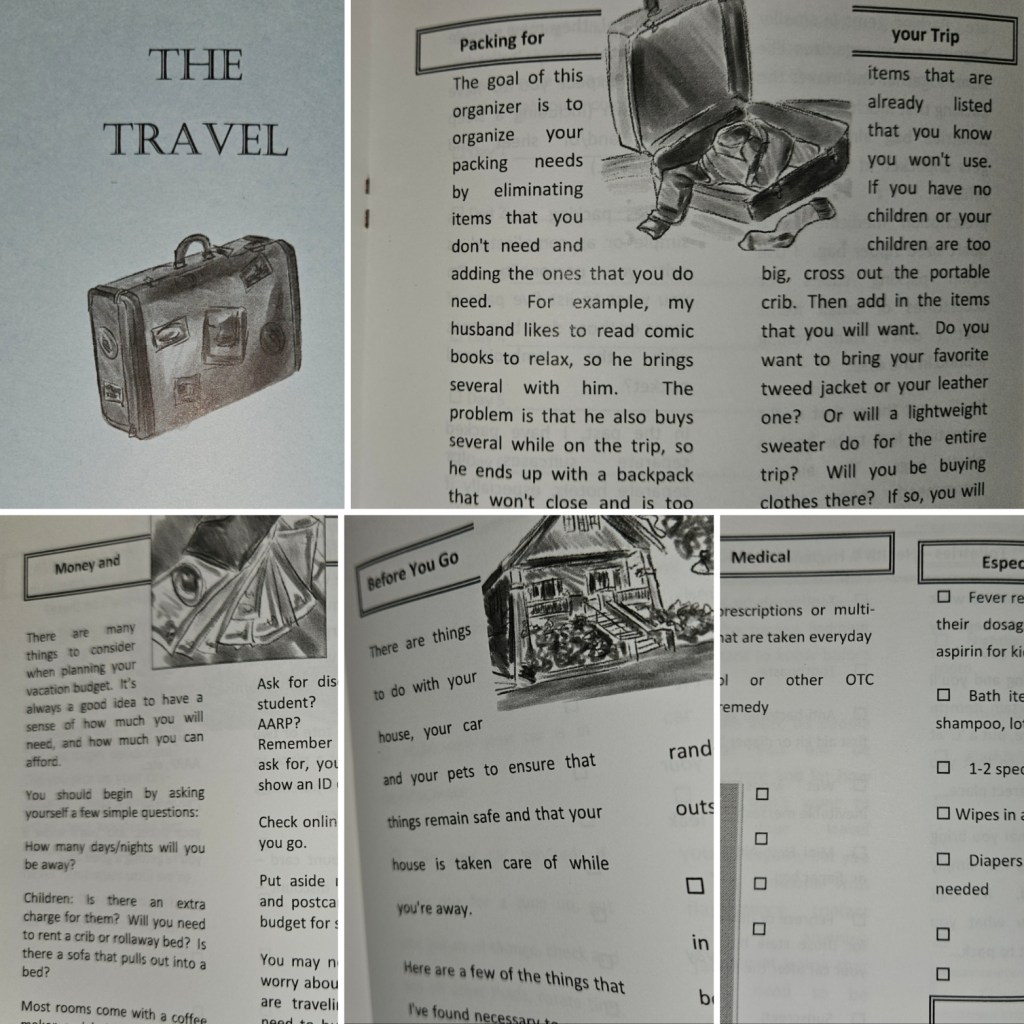 THE
TRAVEL
Packing for
The goal of this
organizer is to
organize your
packing needs
by eliminating
items that you
don't need and
adding the ones that you do
need. For example, my
husband likes to read comic
books to relax, so he brings
several with him. The
problem is that he also buys
several while on the trip, so
he ends up with a backpack
that won't close and is too
your Trip
items that are
already listed
that you know
you won't use.
If you have no
children or your
children are too
big, cross out the portable
crib. Then add in the items
that you will want. Do you
want to bring your favorite
tweed jacket or your leather
one? Or will a lightweight
sweater do for the entire
trip? Will you be buying
clothes there? If so, you will
Money and
There are many
things to consider
when planning your
vacation budget. It's
always a good idea to have a
sense of how much you will
need, and how much you can
afford.
You should begin by asking
yourself a few simple questions:
How many days/nights will you
be away?
Children: Is there an extra
charge for them? Will you need
to rent a crib or rollaway bed? Is
there a sofa that pulls out into a
bed?
Most rooms come with a coffee
Ask for dis
student?
AARP?
Remember
ask for, you
show an ID
Check onlin
you go.
Put aside
and postca
budget for s
You may n
worry abou
are traveli
Before You Go
There are things
to do with your
house, your car
and your pets to ensure that
things remain safe and that your
house is taken care of while
you're away.
Here are a few of the things that
I've found necessary to
rand
outs
in
Medical
rescriptions or multi-
hat are taken everyday
ol or other OTC
remedy
Espec
Fever re
their dosag
aspirin for ki
Bath ite
shampoo, lot
1-2 spec
Wipes in a
Diapers
needed